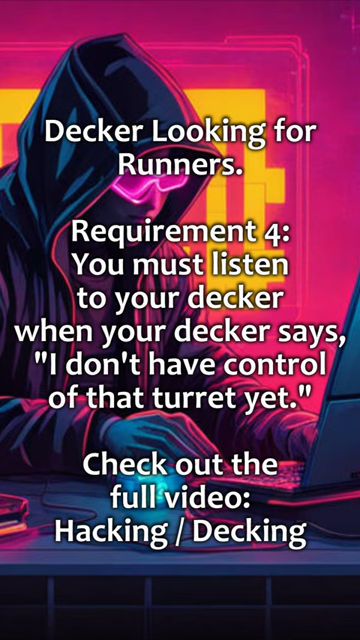 Decker Looking for
Runners.
Requirement 4:
You must listen
to your decker
when your decker says,
"I don't have control
of that turret yet."
Check out the
full video:
Hacking / Decking